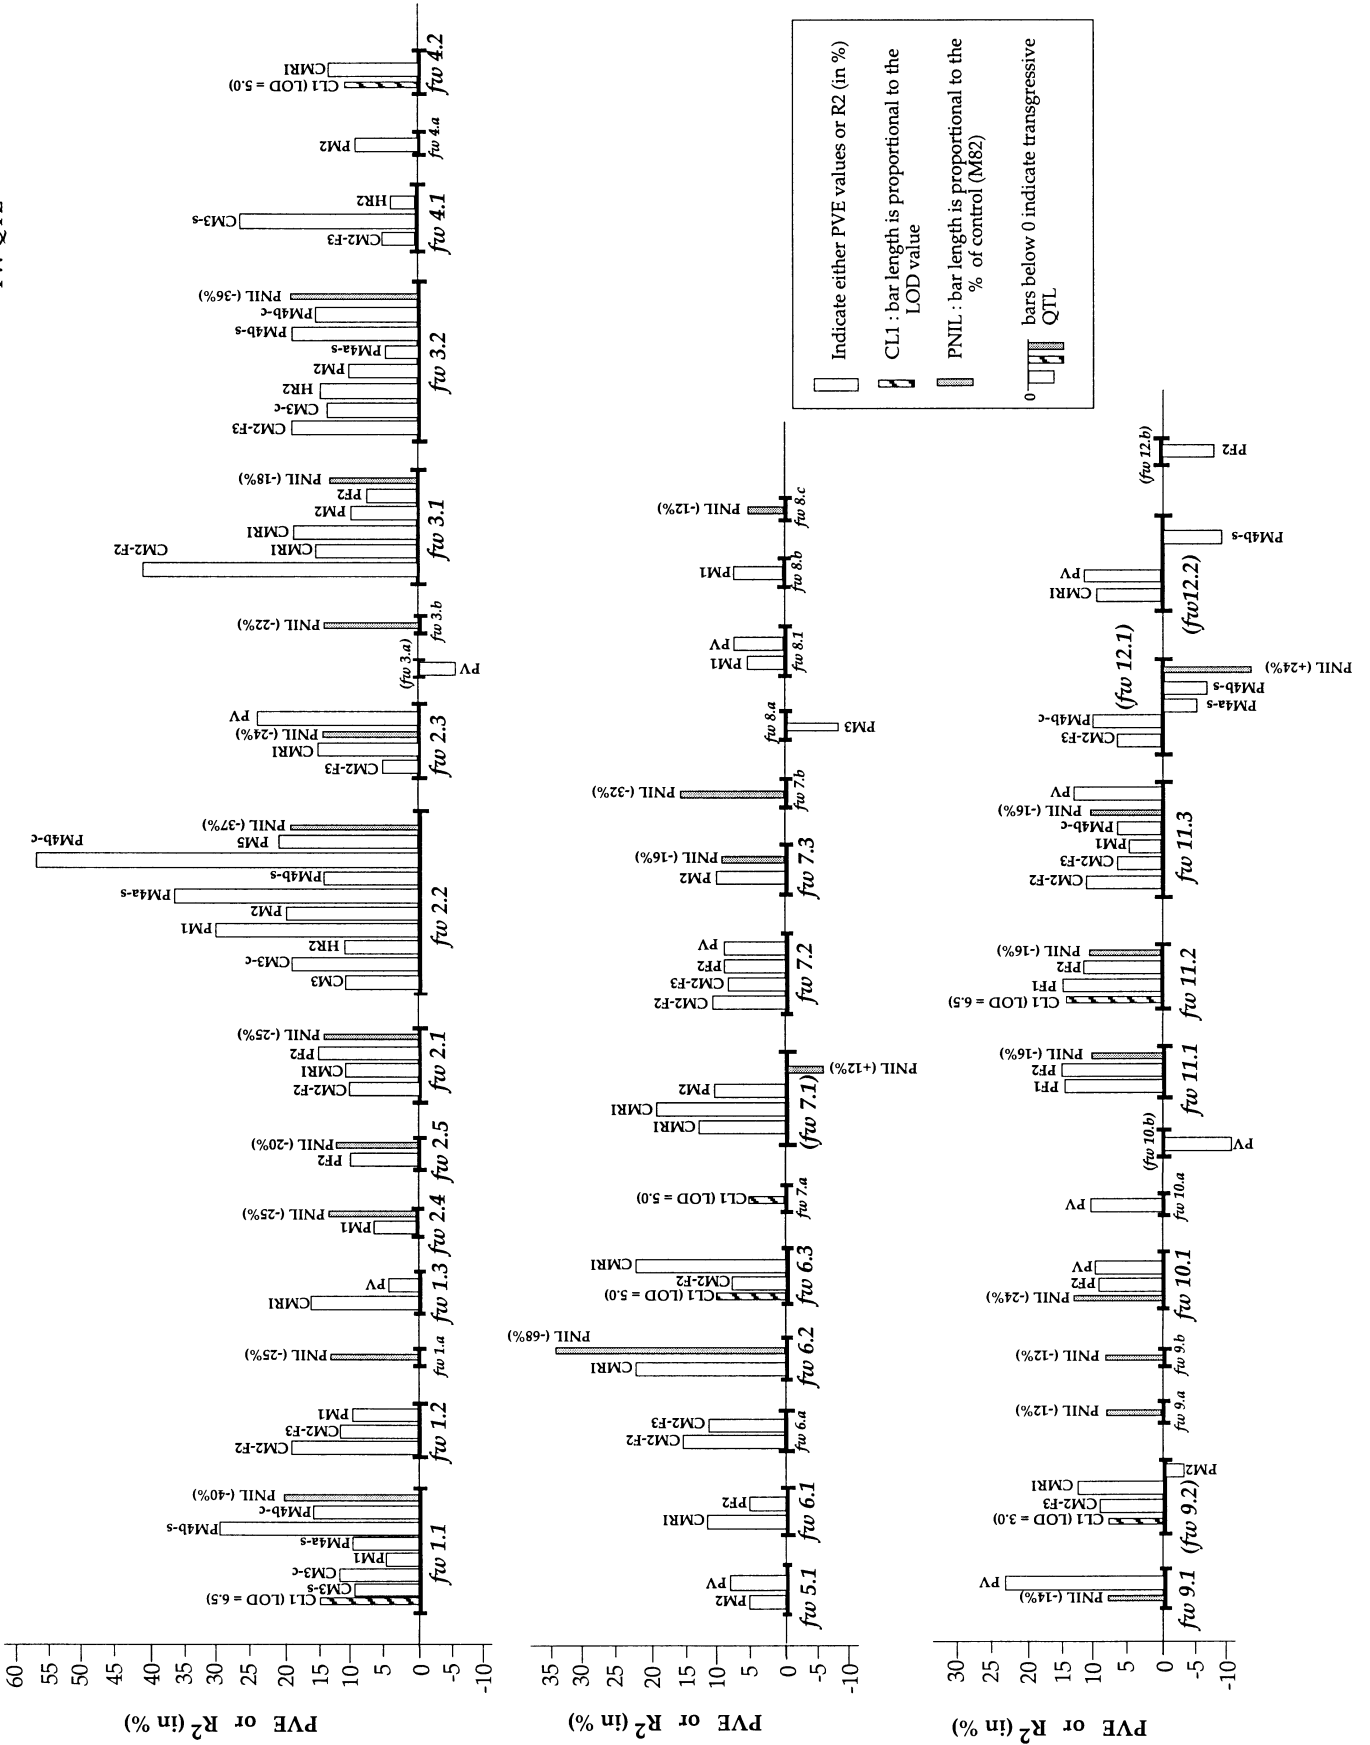 60 55 50 45 40 35 30 25 20 15 10 5 0 -5 -10
PVE or R2 (in %)
CL1 (LOD = 6.5)
CM3-s
CM3-c
PM1
PM4a-s
PM4b-s
PM4b-c
PNIL (-40%)
fw 1.1
CM2-F2
CM2-F3
PM1
fw 1.2
PNIL (-25%)
fw 1.a
CMRI
PV
fw 1.3
PM1
PNIL (-25%)
fw 2.4
PF2
PNIL (-20%)
fw 2.5
CM2-F2
CMRI
PF2
PNIL (-25%)
fw 2.1
CM3
CM3-c
HR2
PM1
PM2
PM4a-s
PM4b-s
PM4b-c
PM5
PNIL (-37%)
fw 2.2
CM2-F3
CMRI
PNIL (-24%)
PV
fw 2.3
(fw 3.a)
PV
PNIL (-22%)
fw 3.b
CM2-F2
CMRI
CMRI
PM2
PF2
PNIL (-18%)
fw 3.1
CM2-F3
CM3-c
HR2
PM2
PM4a-s
PM4b-s
PM4b-c
PNIL (-36%)
fw 3.2
CM2-F3
CM3-s
HR2
fw 4.1
PM2
fw 4.a
CL1 (LOD = 5.0)
CMRI
fw 4.2
35 30 25 20 15 10 5 0 -5 -10
PVE or R2 (in %)
PM2
PV
fw 5.1
CMRI
PF2
fw 6.1
CM2-F2
CM2-F3
fw 6.a
CMRI
PNIL (-68%)
fw 6.2
CL1 (LOD = 5.0)
CM2-F2
CMRI
fw 6.3
CL1 (LOD = 5.0)
fw 7.a
CMRI
CMRI
PM2
PNIL (+12%)
(fw 7.1)
CM2-F2
CM2-F3
PF2
PV
fw 7.2
PM2
PNIL (-16%)
fw 7.3
PNIL (-32%)
fw 7.b
fw 8.a
PM3
PM1
PV
fw 8.1
PM1
fw 8.b
PNIL (-12%)
fw 8.c
30 25 20 15 10 5 0 -5 -10
PVE or R2 (in %)
PNIL (-14%)
PV
fw 9.1
CL1 (LOD = 3.0)
CM2-F3
CMRI
PM2
(fw 9.2)
PNIL (-12%)
fw 9.a
PNIL (-12%)
fw 9.b
PNIL (-24%)
PF2
PV
fw 10.1
PV
fw 10.a
(fw 10.b)
PV
PF1
PF2
PNIL (-16%)
fw 11.1
CL1 (LOD = 6.5)
PF1
PF2
PNIL (-16%)
fw 11.2
CM2-F2
CM2-F3
PM1
PM4b-c
PNIL (-16%)
PV
fw 11.3
CM2-F3
PM4b-c
PM4a-s
PM4b-s
PNIL (+24%)
(fw 12.1)
CMRI
PV
PM4b-s
(fw12.2)
(fw 12.b)
PF2
Indicate either PVE values or R2 (in %)
CL1 : bar length is proportional to the
LOD value
PNIL : bar length is proportional to the
% of control (M82)
0
bars below 0 indicate transgressive
QTL